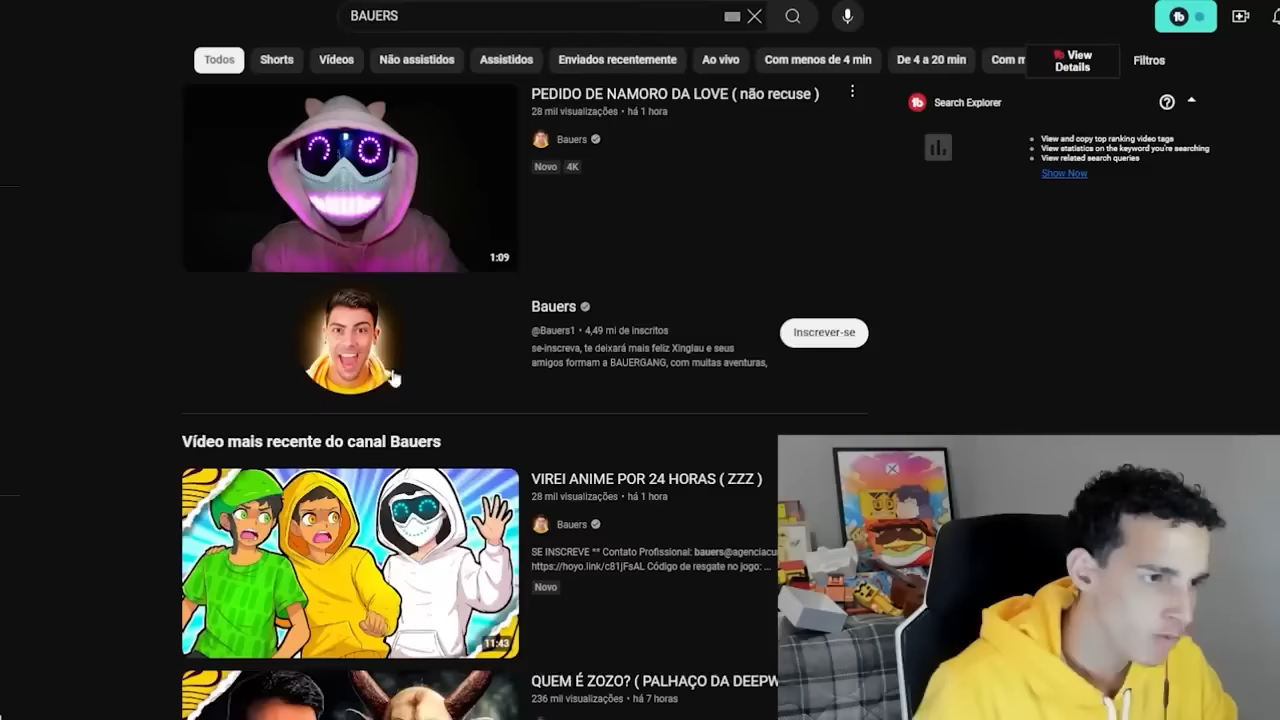 BAUERS
Todos
Shorts
Vídeos
Não assistidos
Assistidos
Enviados recentemente
Ao vivo
Com menos de 4 min
De 4 a 20 min
Com m
View Details
Filtros
PEDIDO DE NAMORO DA LOVE ( não recuse )
28 mil visualizações • há 1 hora
Bauers
Novo 4K
1:09
Search Explorer
View and copy top ranking video tags
View statistics on the keyword you're searching
View related search queries
Show Now
Bauers
@Bauers1 • 4,49 mi de inscritos
se-inscreva, te deixará mais feliz Xinglau e seus
amigos formam a BAUERGANG, com muitas aventuras,
Inscrever-se
Vídeo mais recente do canal Bauers
VIREI ANIME POR 24 HORAS ( ZZZ )
28 mil visualizações • há 1 hora
Bauers
SE INSCREVE ** Contato Profissional: bauers@agenciacu
https://hoyo.link/c81jFsAL Código de resgate no jogo: ...
Novo
11:43
QUEM É ZOZO? ( PALHAÇO DA DEEPW
236 mil visualizações • há 7 horas